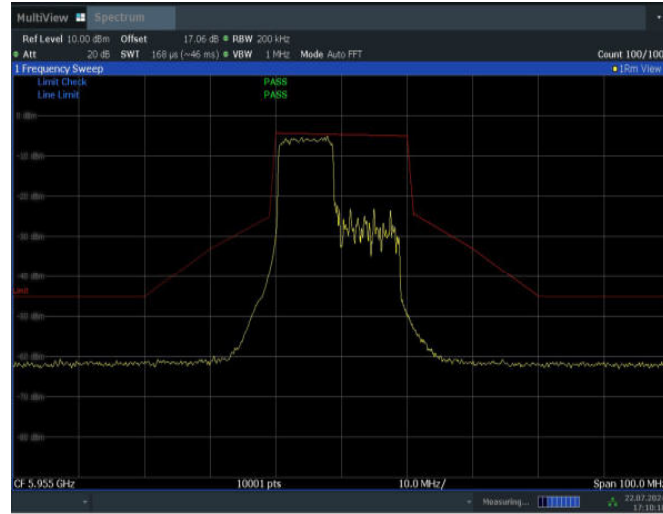 MultiView Spectrum
Ref Level 10.00 dBm Offset 17.06 dB RBW 200 kHz
Att 20 dB SWT 168 µs (~46 ms) VBW 1 MHz Mode Auto FFT Count 100/100
1 Frequency Sweep 1Rm View
Limit Check PASS
Line Limit PASS
0 dBm
-10 dBm
-20 dBm
-40 dBm
Limit
-50 dBm
-60 dBm
-70 dBm
-80 dBm
CF 5.955 GHz 10001 pts 10.0 MHz/ Span 100.0 MH
Measuring... 22.07.202
17:10:1